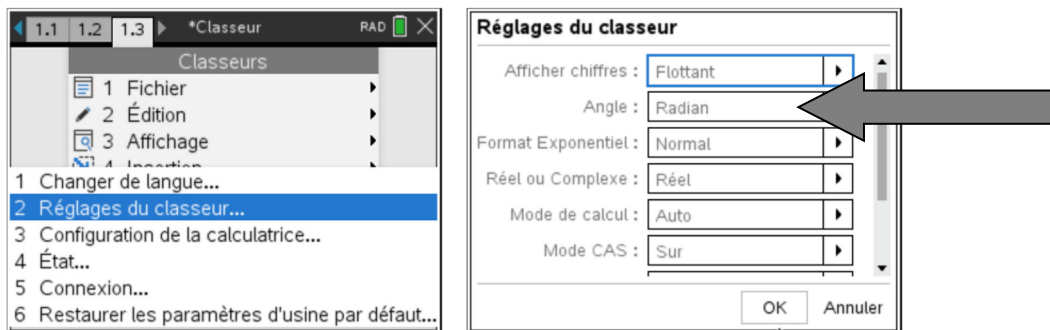 1.1 1.2 1.3 *Classeur RAD
Classeurs
1 Fichier
2 Édition
3 Affichage
4 Insertion
1 Changer de langue...
2 Réglages du classeur...
3 Configuration de la calculatrice...
4 État...
5 Connexion...
6 Restaurer les paramètres d'usine par défaut...
Réglages du classeur
Afficher chiffres : Flottant
Angle : Radian
Format Exponentiel : Normal
Réel ou Complexe : Réel
Mode de calcul : Auto
Mode CAS : Sur
OK Annuler